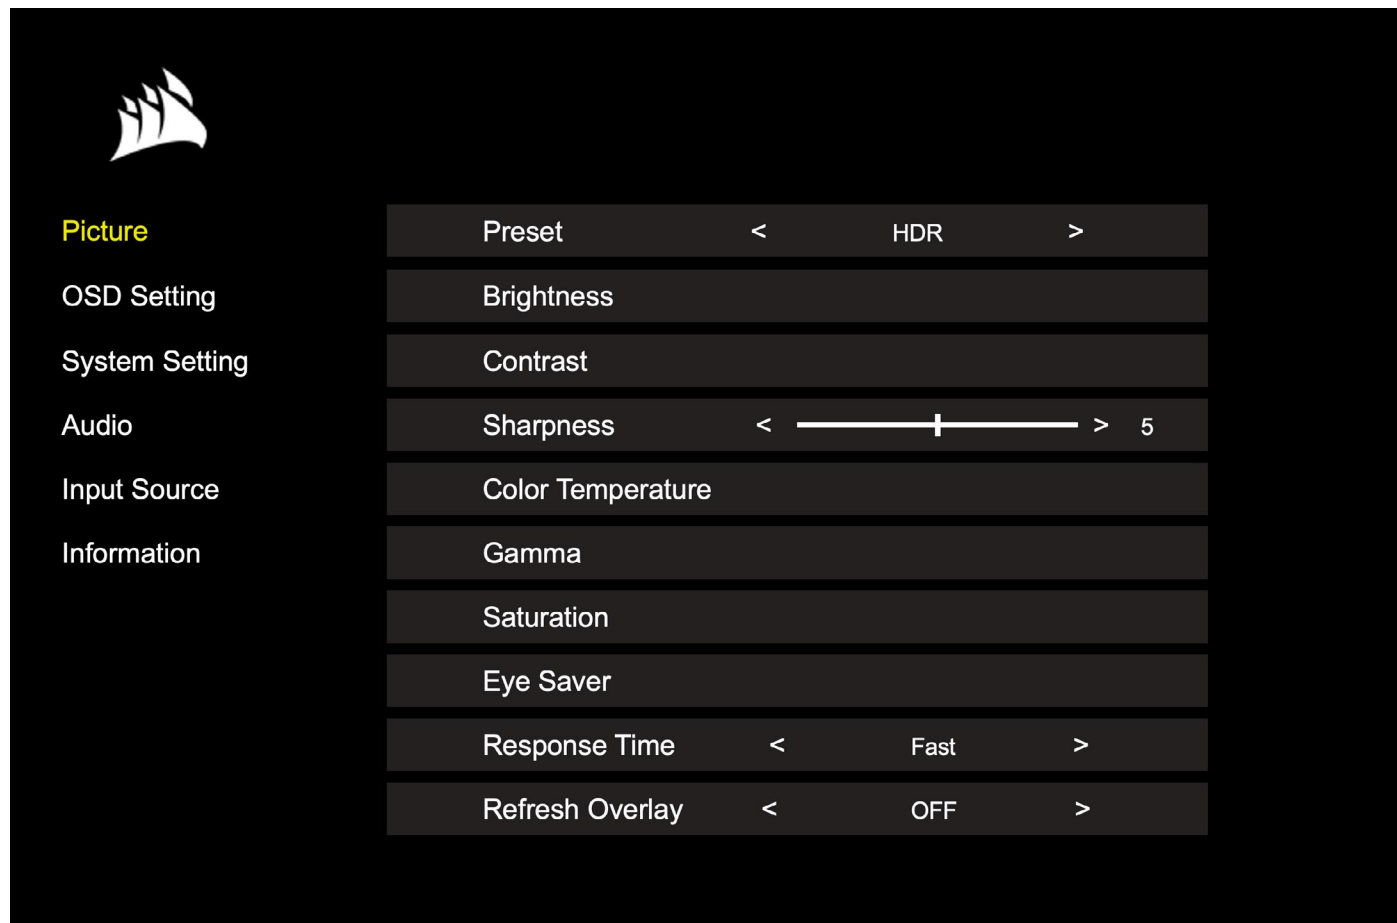 Picture
OSD Setting
System Setting
Audio
Input Source
Information
Preset < HDR >
Brightness
Contrast
Sharpness < > 5
Color Temperature
Gamma
Saturation
Eye Saver
Response Time < Fast >
Refresh Overlay < OFF >